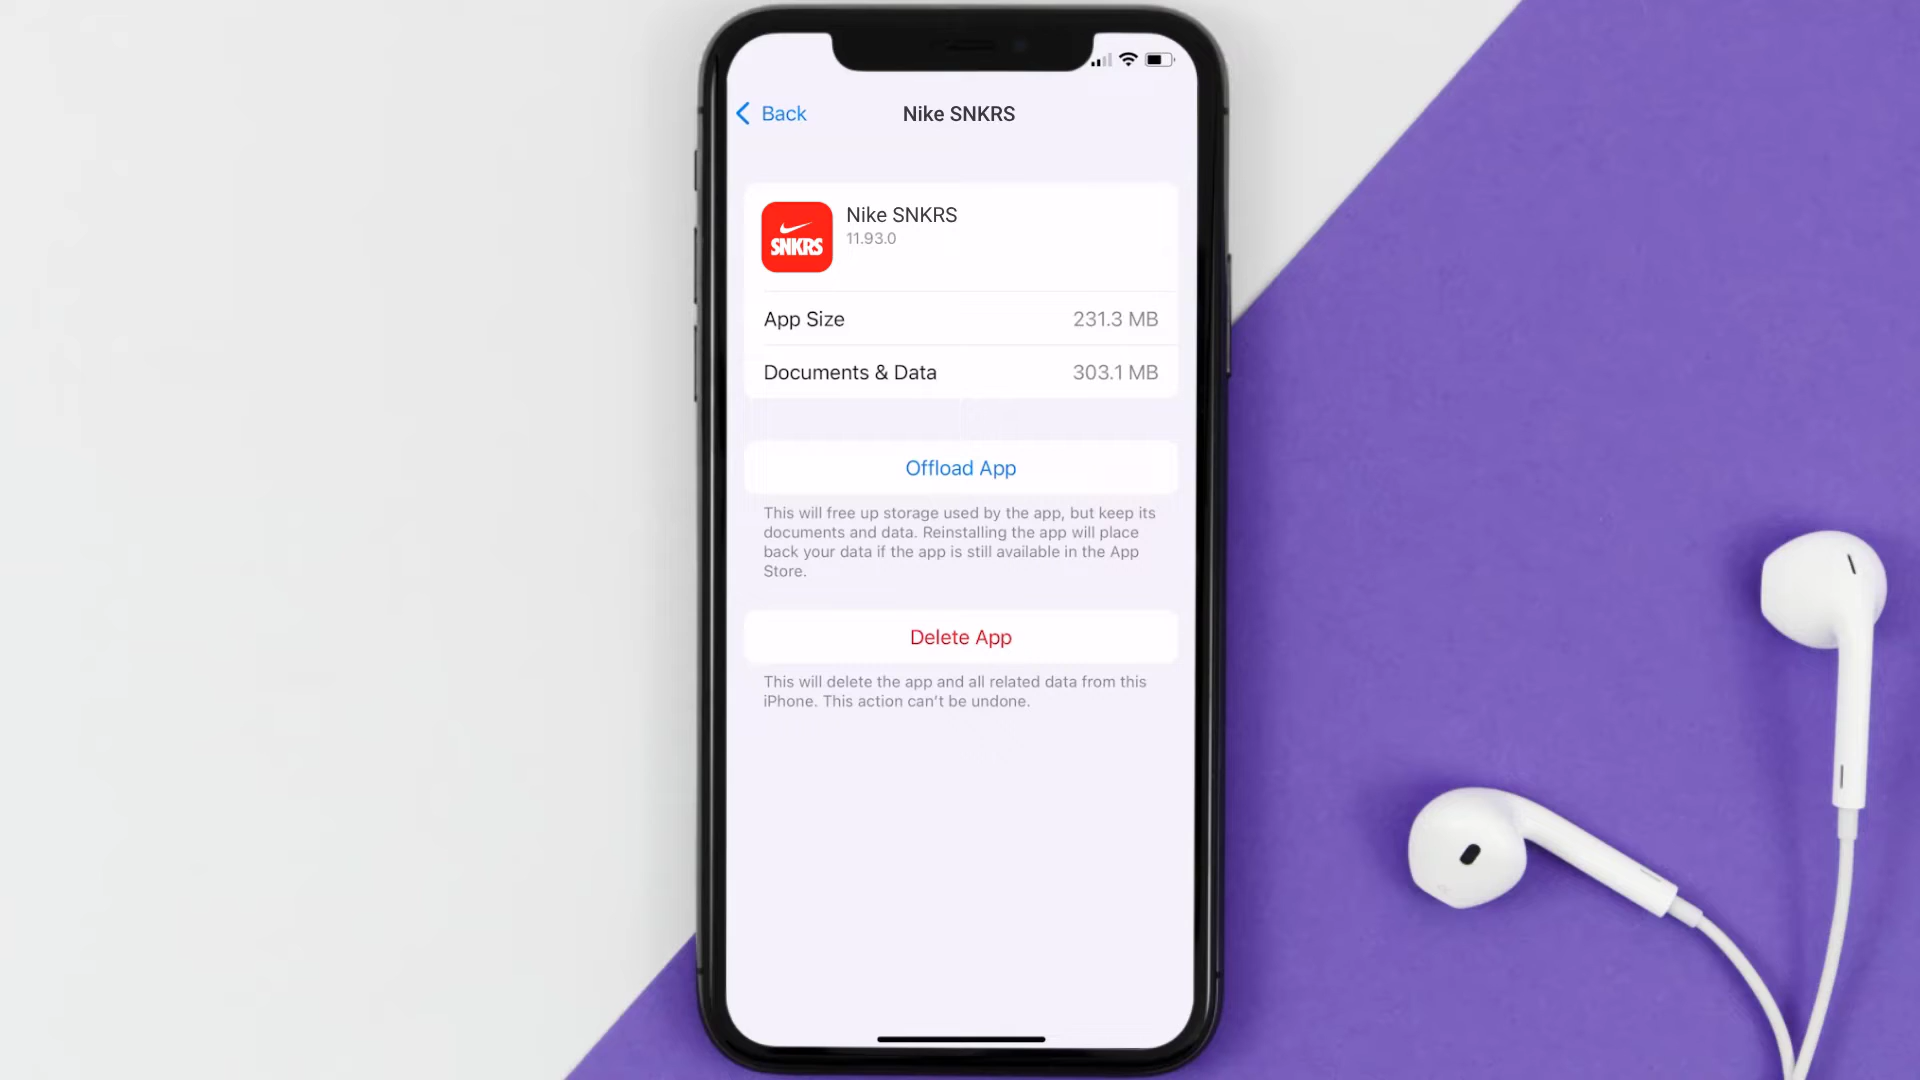 Back
Nike SNKRS
SNKRS
Nike SNKRS
11.93.0
App Size
231.3 MB
Documents & Data
303.1 MB
Offload App
This will free up storage used by the app, but keep its
documents and data. Reinstalling the app will place
back your data if the app is still available in the App
Store.
Delete App
This will delete the app and all related data from this
iPhone. This action can't be undone.